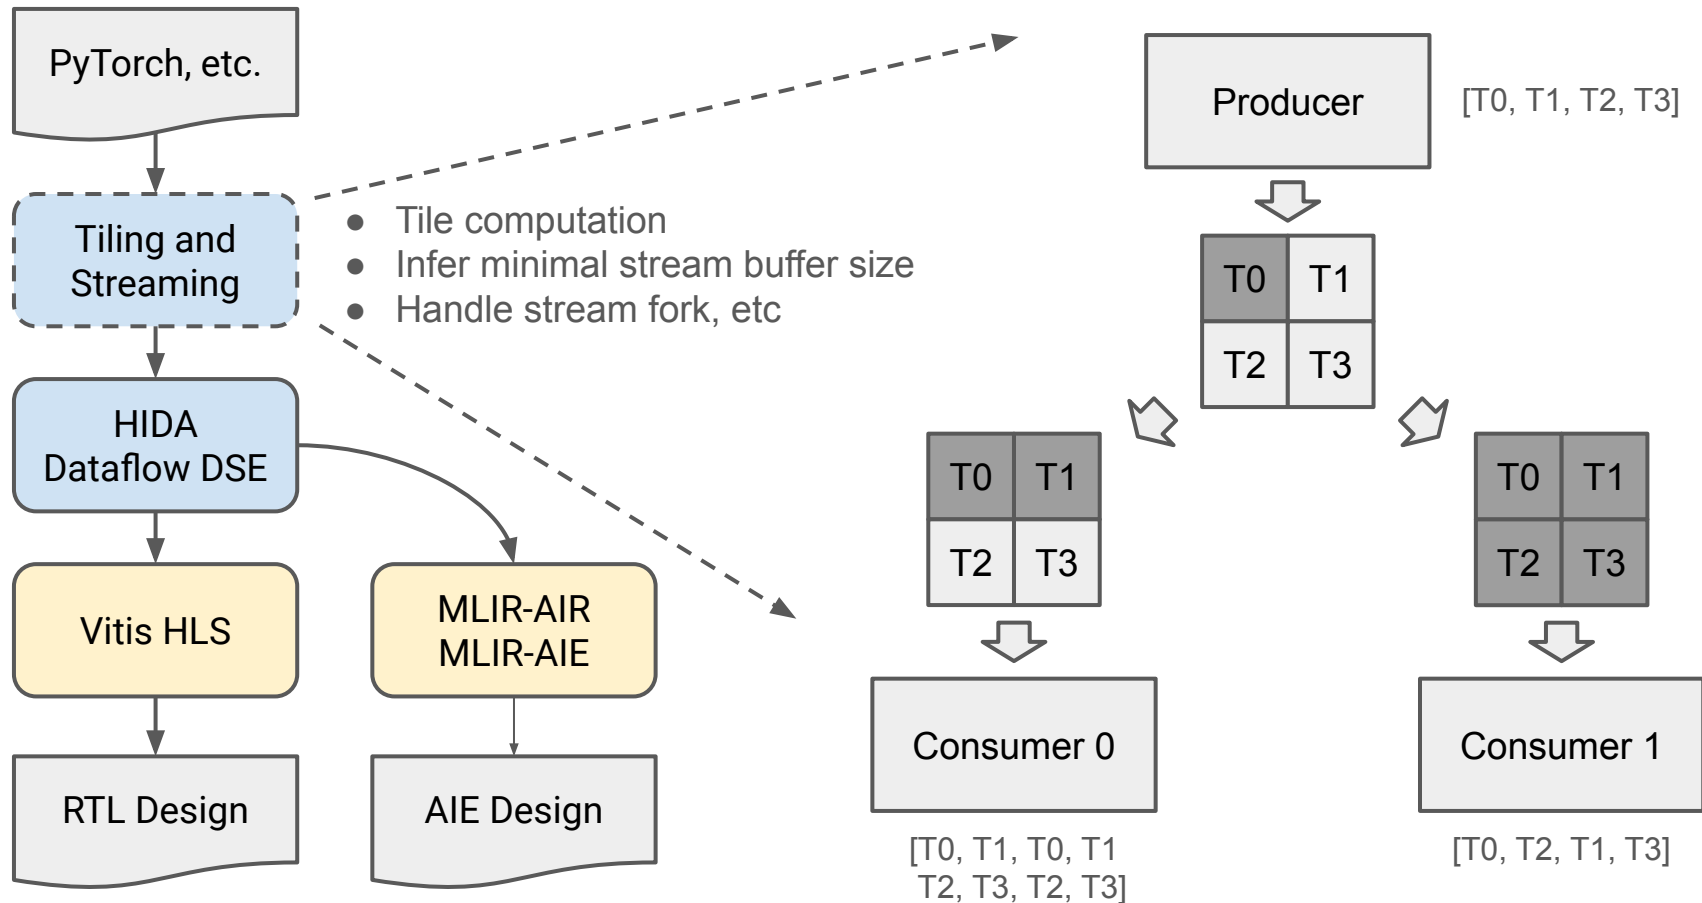 PyTorch, etc.
Tiling and
Streaming
● Tile computation
● Infer minimal stream buffer size
● Handle stream fork, etc
HIDA
Dataflow DSE
Vitis HLS
MLIR-AIR
MLIR-AIE
RTL Design
AIE Design
Producer
[T0, T1, T2, T3]
T0 T1
T2 T3
T0 T1
T2 T3
T0 T1
T2 T3
Consumer 0
Consumer 1
[T0, T1, T0, T1
T2, T3, T2, T3]
[T0, T2, T1, T3]